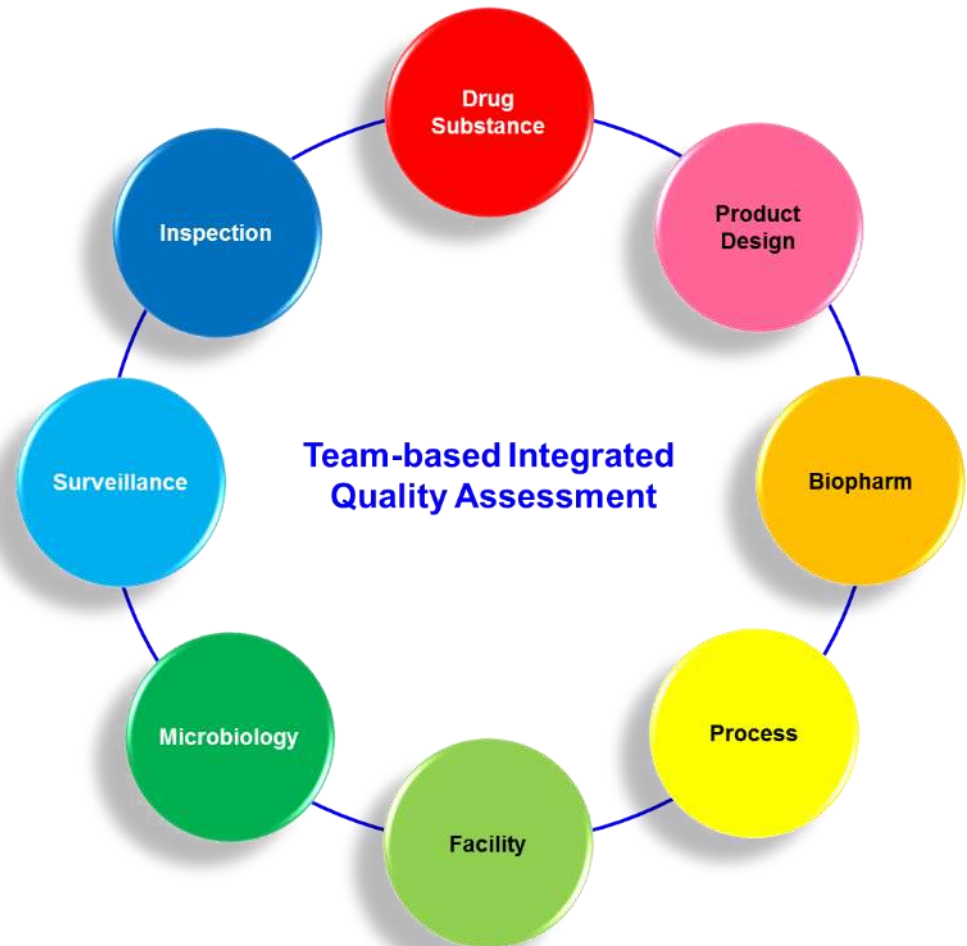 Drug
Substance
Product
Design
Biopharm
Process
Facility
Microbiology
Surveillance
Inspection
Team-based Integrated
Quality Assessment